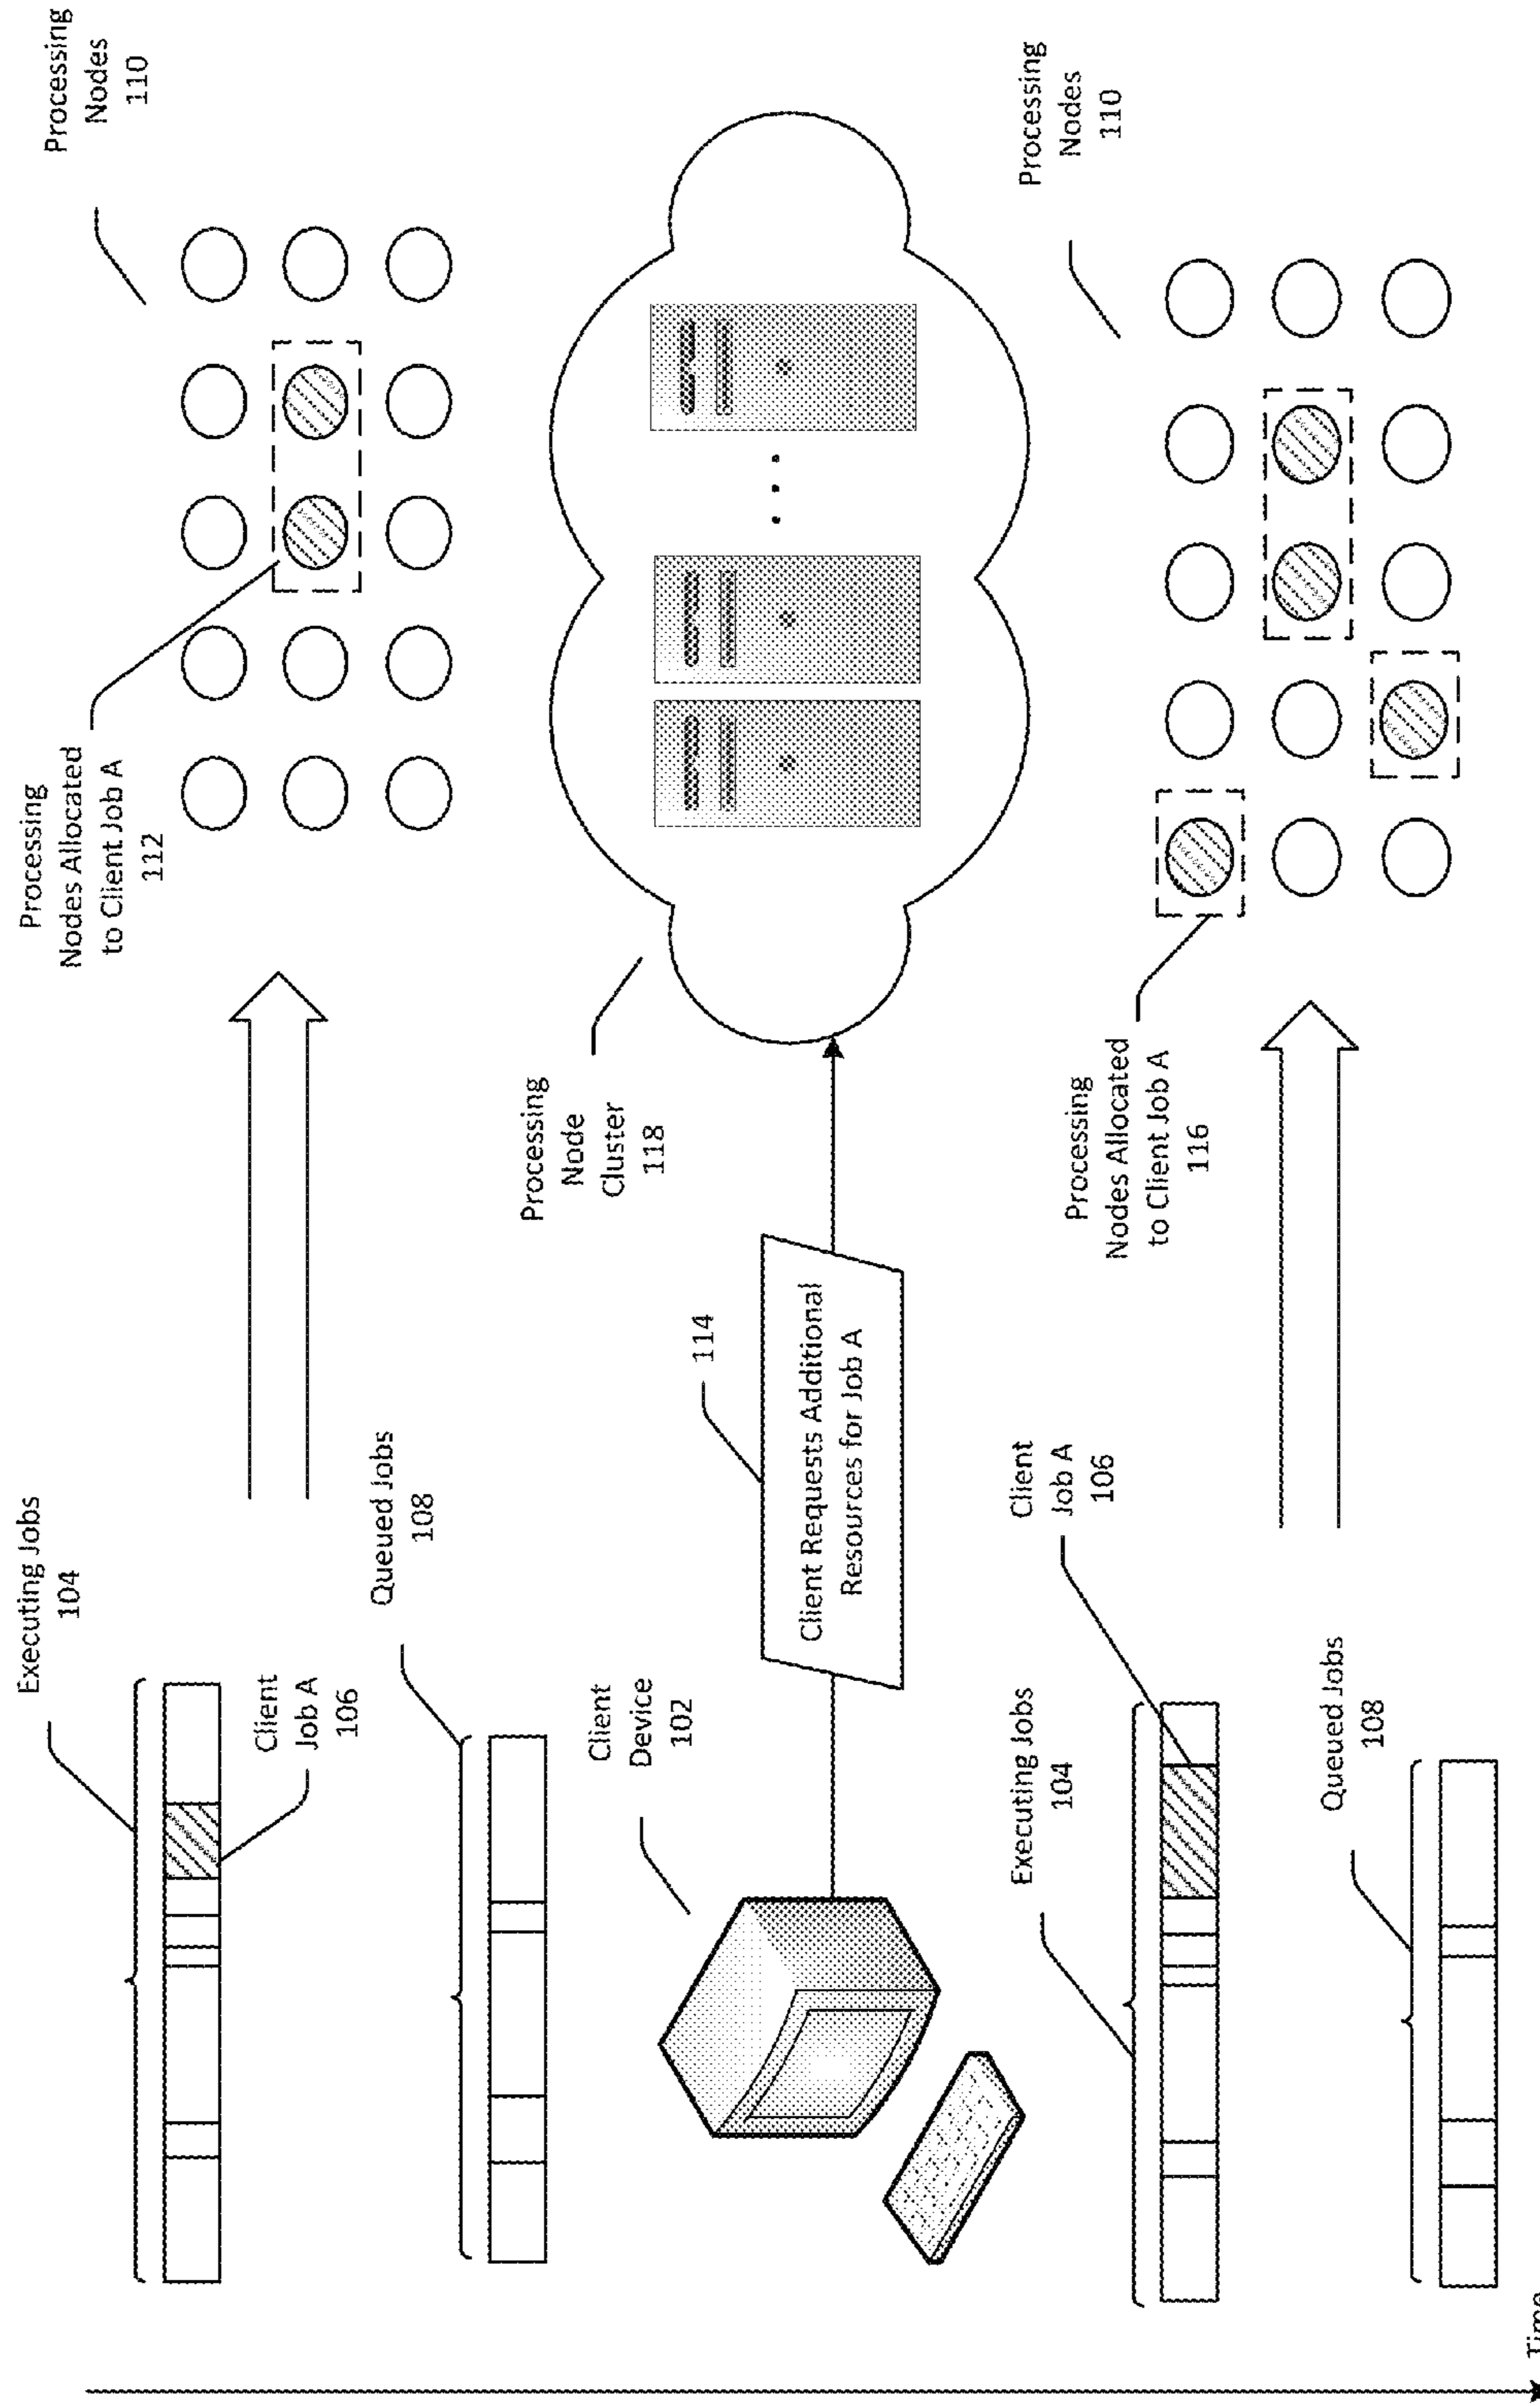 Executing Jobs
104
Client
Job A
106
Queued Jobs
108
Processing
Nodes Allocated
to Client Job A
112
Processing
Nodes
110
Client
Device
102
114
Client Requests Additional
Resources for Job A
Processing
Node
Cluster
118
Executing Jobs
104
Client
Job A
106
Queued Jobs
108
Processing
Nodes Allocated
to Client Job A
116
Processing
Nodes
110
Time